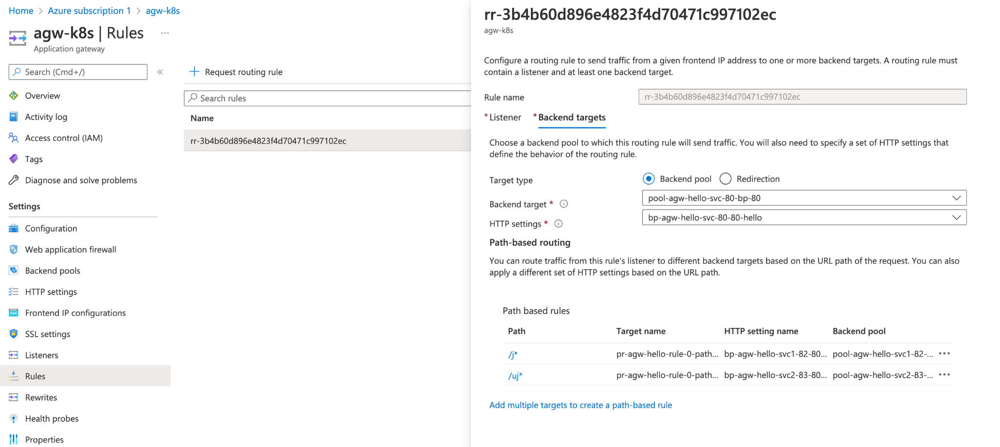 Home > Azure subscription 1 > agw-k8s
agw-k8s | Rules ...
Application gateway
Search (Cmd+/) «
Overview
Activity log
Access control (IAM)
Tags
Diagnose and solve problems
Settings
Configuration
Web application firewall
Backend pools
HTTP settings
Frontend IP configurations
SSL settings
Listeners
Rules
Rewrites
Health probes
Properties
+ Request routing rule
Search rules
Name
rr-3b4b60d896e4823f4d70471c997102ec
rr-3b4b60d896e4823f4d70471c997102ec
agw-k8s
Configure a routing rule to send traffic from a given frontend IP address to one or more backend targets. A routing rule must
contain a listener and at least one backend target.
Rule name rr-3b4b60d896e4823f4d70471c997102ec
* Listener * Backend targets
Choose a backend pool to which this routing rule will send traffic. You will also need to specify a set of HTTP settings that
define the behavior of the routing rule.
Target type Backend pool Redirection
Backend target * pool-agw-hello-svc-80-bp-80
HTTP settings * bp-agw-hello-svc-80-80-hello
Path-based routing
You can route traffic from this rule's listener to different backend targets based on the URL path of the request. You can also
apply a different set of HTTP settings based on the URL path.
Path based rules
Path Target name HTTP setting name Backend pool
/j* pr-agw-hello-rule-0-path... bp-agw-hello-svc1-82-80... pool-agw-hello-svc1-82-... •••
/uj* pr-agw-hello-rule-0-path... bp-agw-hello-svc2-83-80... pool-agw-hello-svc2-83-... •••
Add multiple targets to create a path-based rule